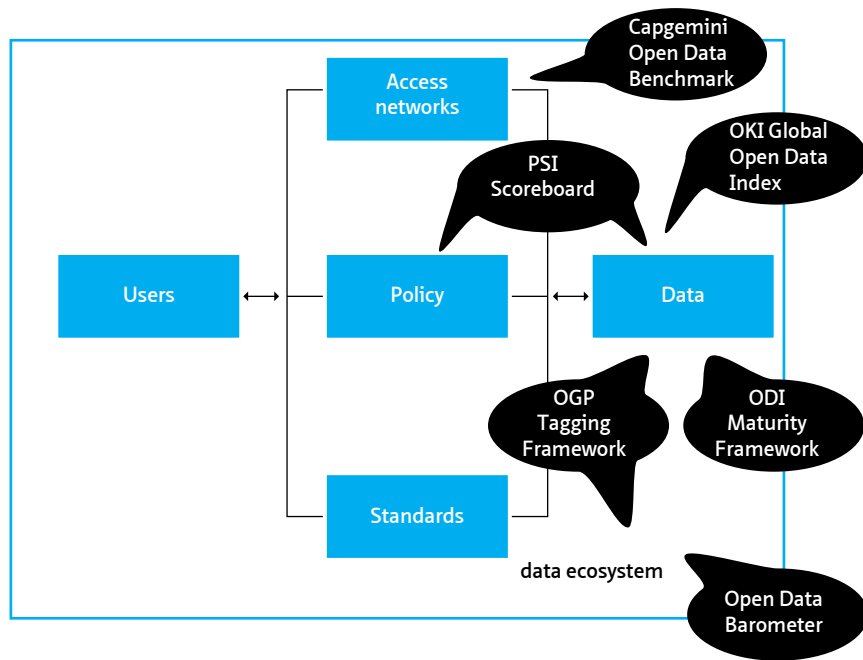 Capgemini
Open Data
Benchmark
Access
networks
OKI Global
Open Data
Index
PSI
Scoreboard
Users
Policy
Data
OGP
Tagging
Framework
ODI
Maturity
Framework
Standards
data ecosystem
Open Data
Barometer